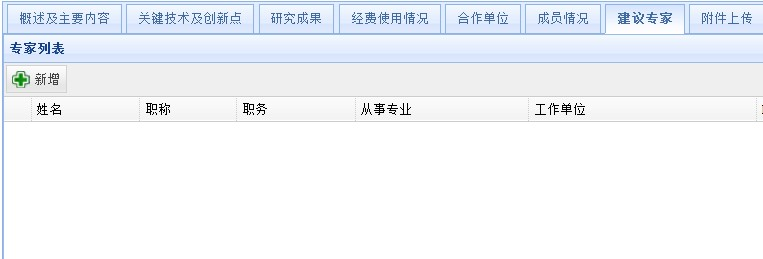 概述及主要内容 关键技术及创新点 研究成果 经费使用情况 合作单位 成员情况 建议专家 附件上传
专家列表
新增
姓名 职称 职务 从事专业 工作单位